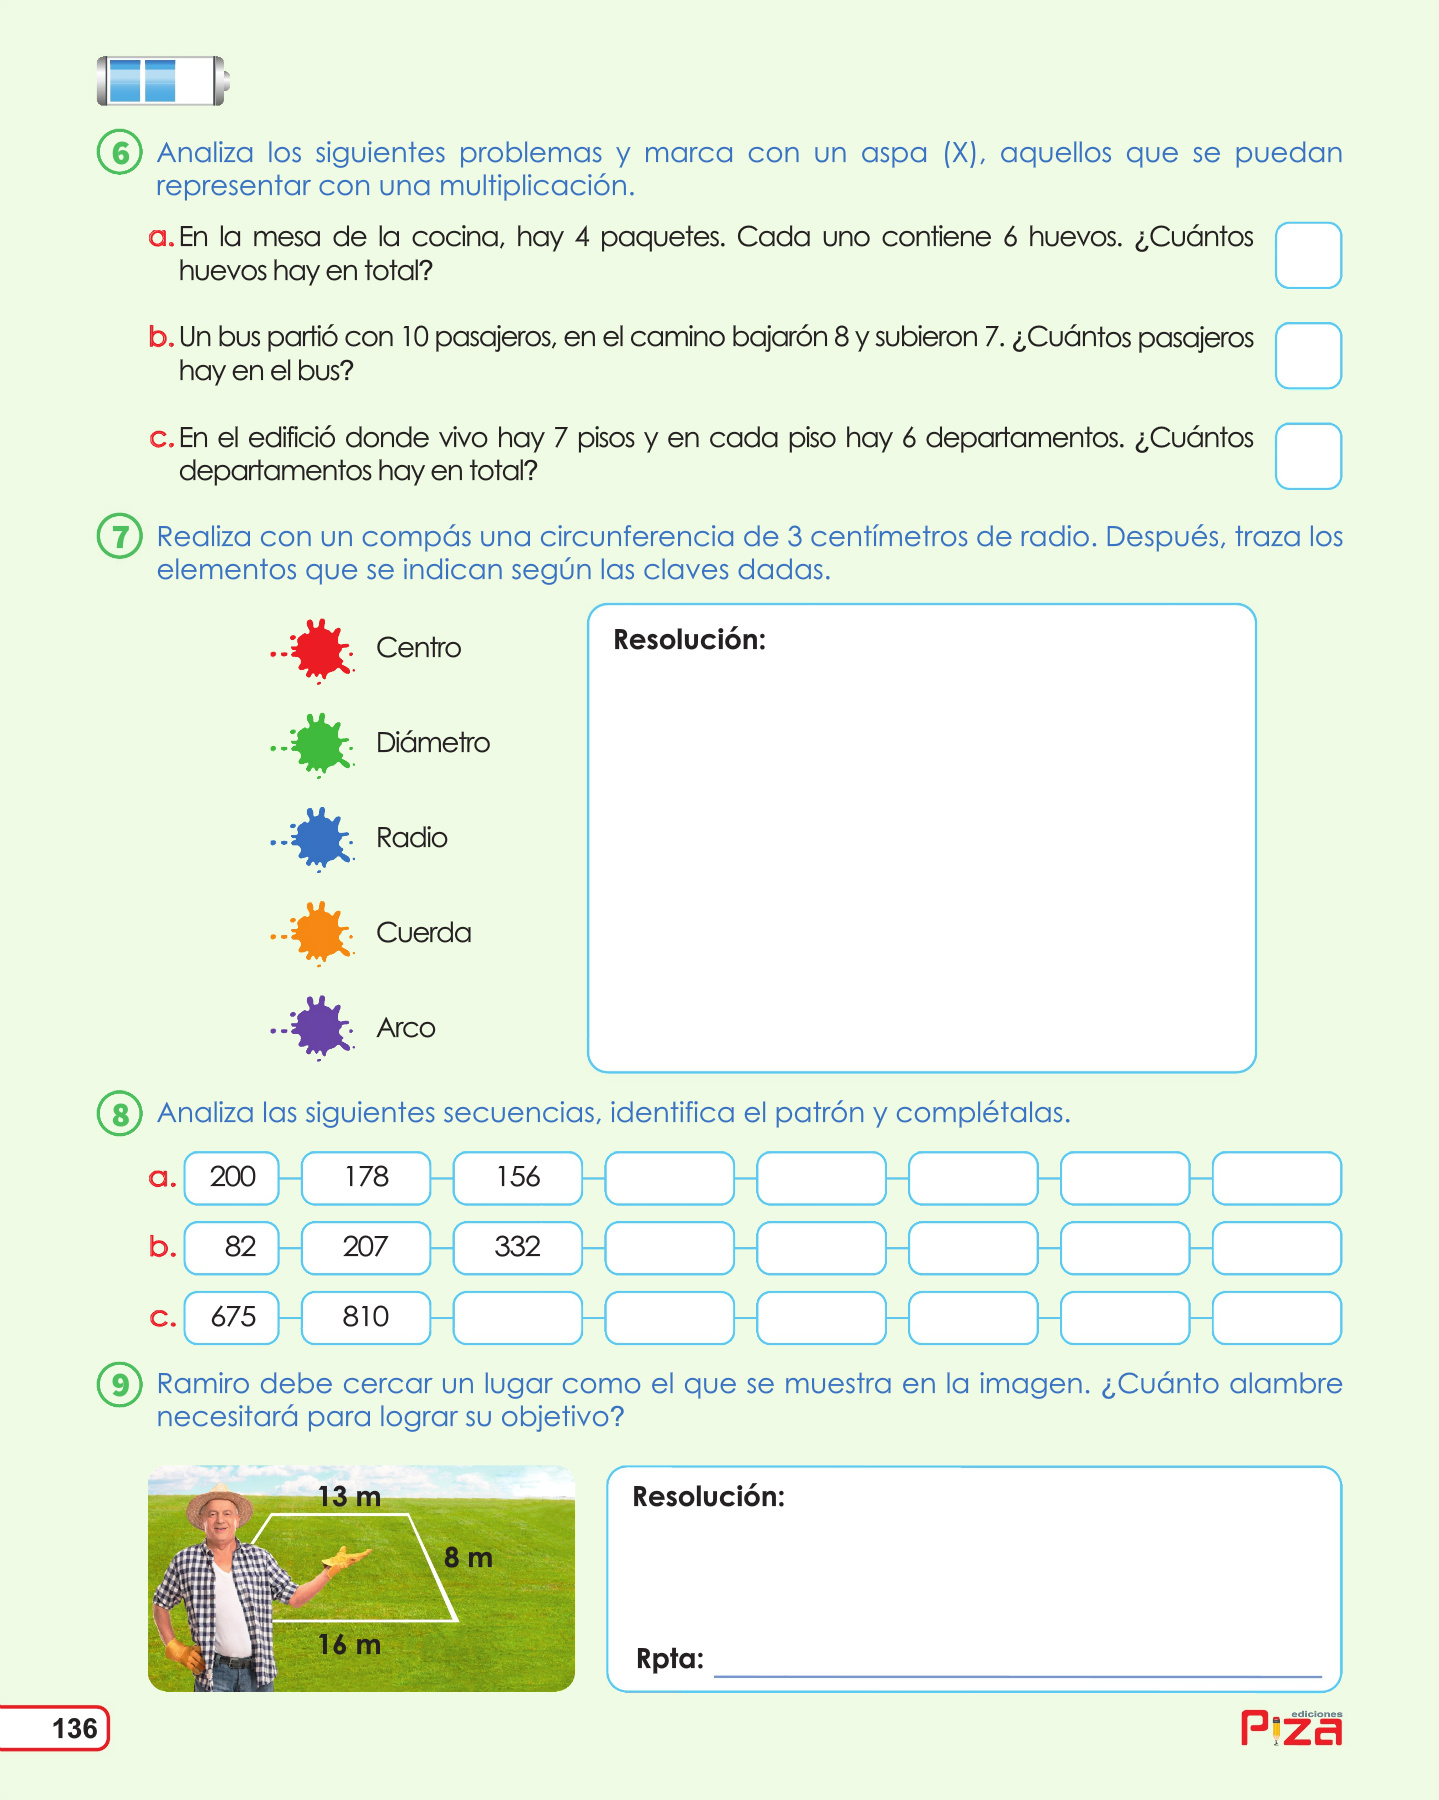 6 Analiza los siguientes problemas y marca con un aspa (X), aquellos que se puedan
representar con una multiplicación.
a. En la mesa de la cocina, hay 4 paquetes. Cada uno contiene 6 huevos. ¿Cuántos
huevos hay en total?
b. Un bus partió con 10 pasajeros, en el camino bajarón 8 y subieron 7. ¿Cuántos pasajeros
hay en el bus?
c. En el edifició donde vivo hay 7 pisos y en cada piso hay 6 departamentos. ¿Cuántos
departamentos hay en total?
7 Realiza con un compás una circunferencia de 3 centímetros de radio. Después, traza los
elementos que se indican según las claves dadas.
Centro
Diámetro
Radio
Cuerda
Arco
Resolución:
8 Analiza las siguientes secuencias, identifica el patrón y complétalas.
a. 200 178 156
b. 82 207 332
c. 675 810
9 Ramiro debe cercar un lugar como el que se muestra en la imagen. ¿Cuánto alambre
necesitará para lograr su objetivo?
13 m
8 m
16 m
Resolución:
Rpta:
136
ediciones
Piza